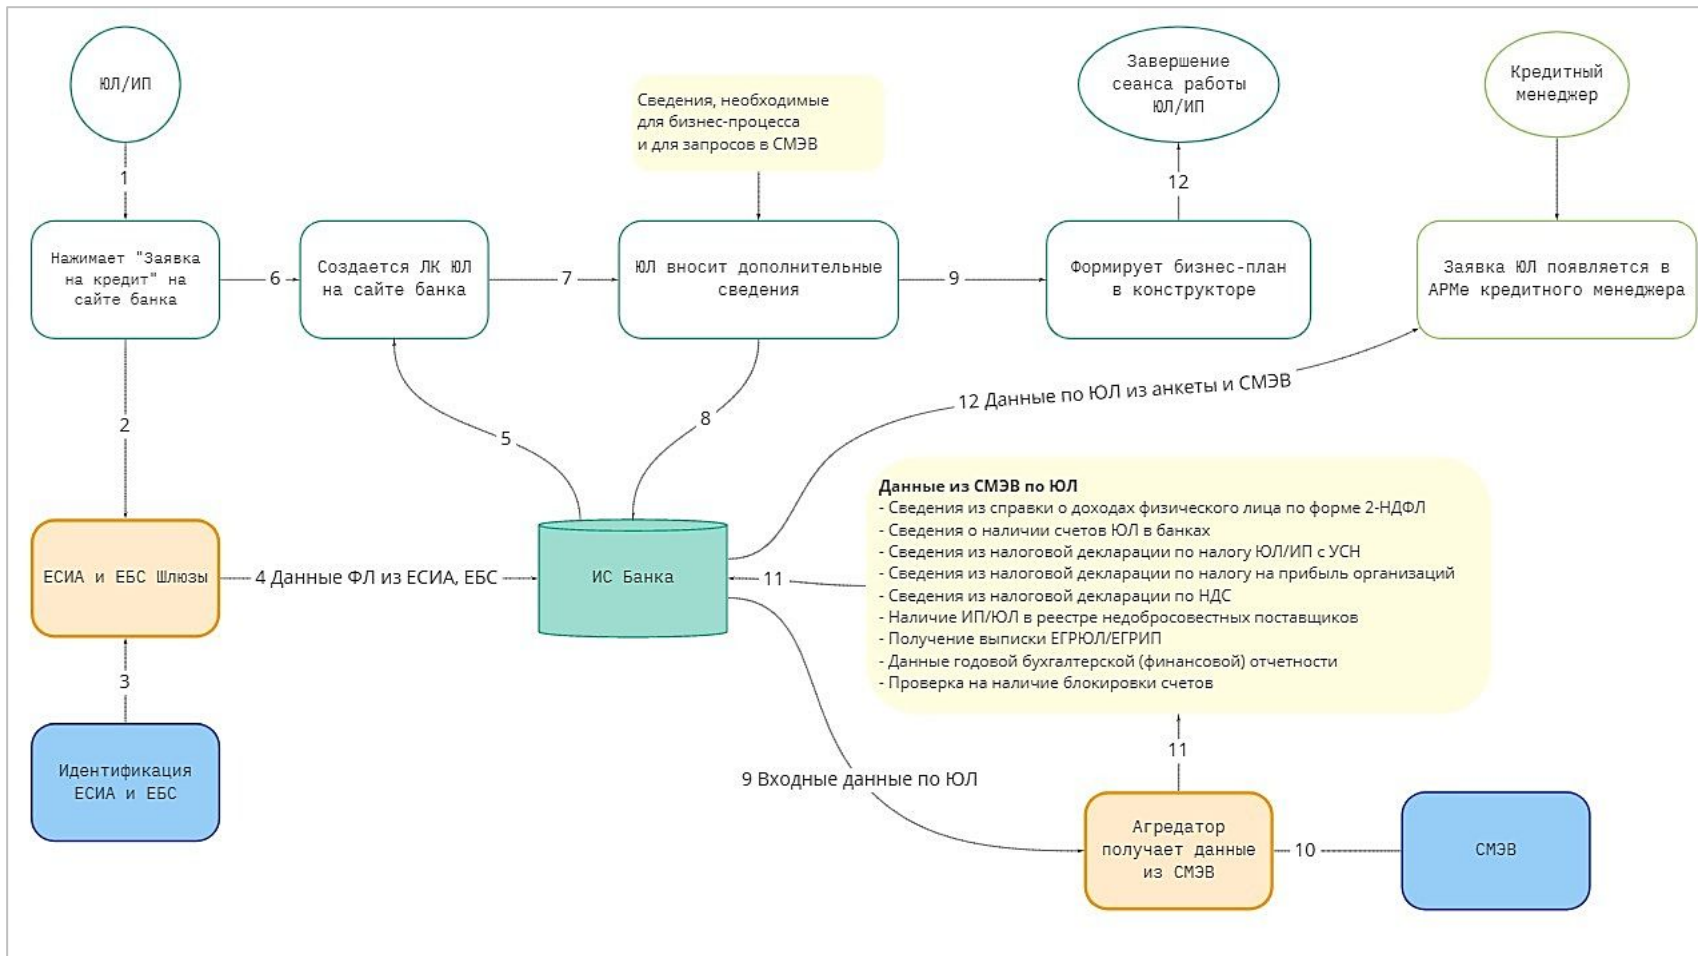 ЮЛ/ИП
Завершение
сеанса работы
ЮЛ/ИП
Кредитный
менеджер
Сведения, необходимые
для бизнес-процесса
и для запросов в СМЭВ
1
12
Нажимает "Заявка
на кредит" на
сайте банка
6
Создается ЛК ЮЛ
на сайте банка
7
ЮЛ вносит дополнительные
сведения
9
Формирует бизнес-план
в конструкторе
Заявка ЮЛ появляется в
АРМе кредитного менеджера
2
5
8
12 Данные по ЮЛ из анкеты и СМЭВ
ЕСИА и ЕБС Шлюзы
4 Данные ФЛ из ЕСИА, ЕБС
ИС Банка
11
Данные из СМЭВ по ЮЛ
- Сведения из справки о доходах физического лица по форме 2-НДФЛ
- Сведения о наличии счетов ЮЛ в банках
- Сведения из налоговой декларации по налогу ЮЛ/ИП с УСН
- Сведения из налоговой декларации по налогу на прибыль организаций
- Сведения из налоговой декларации по НДС
- Наличие ИП/ЮЛ в реестре недобросовестных поставщиков
- Получение выписки ЕГРЮЛ/ЕГРИП
- Данные годовой бухгалтерской (финансовой) отчетности
- Проверка на наличие блокировки счетов
3
11
Идентификация
ЕСИА и ЕБС
9 Входные данные по ЮЛ
Агредатор
получает данные
из СМЭВ
10
СМЭВ